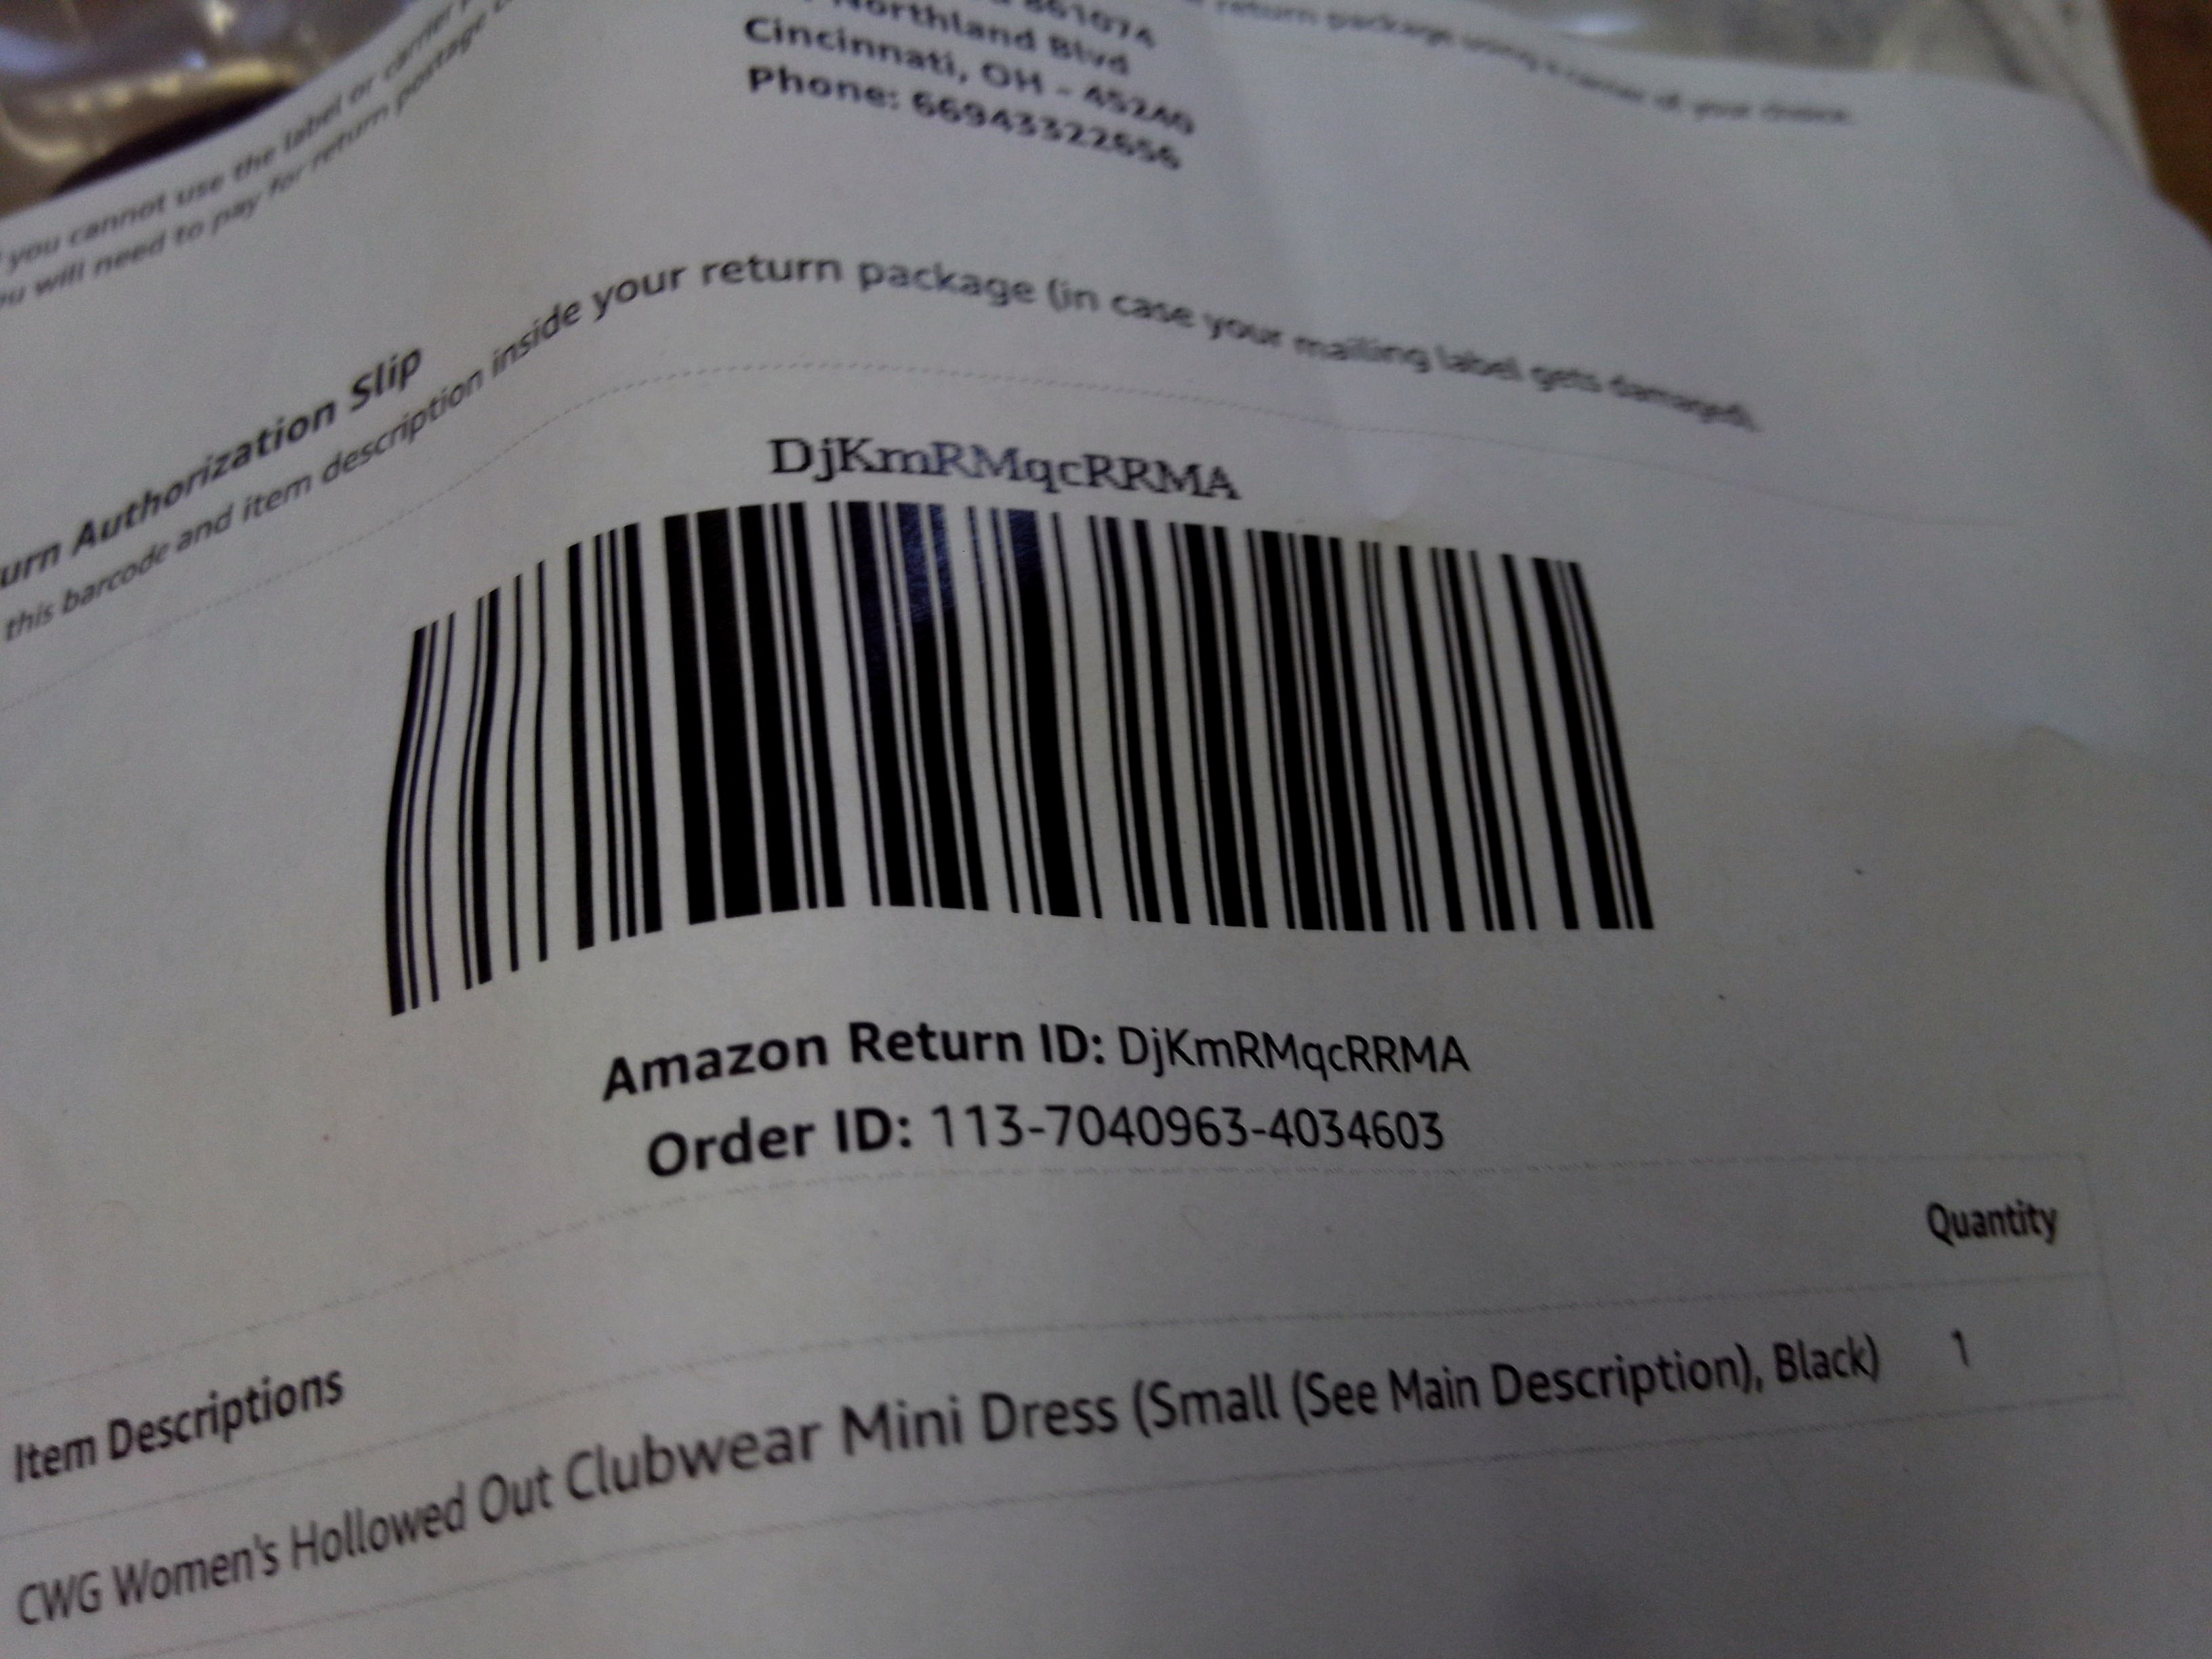 you cannot use the label or carrier
will need to pay for return postage
return package using a carrier of your choice.
Northland Blvd
Cincinnati, OH - 45246
Phone: 66943322656
Authorization Slip
this barcode and item description inside your return package (in case your mailing label gets damaged).
DjKmRMqcRRMA
Amazon Return ID: DjKmRMqcRRMA
Order ID: 113-7040963-4034603
Item Descriptions Quantity
CWG Women's Hollowed Out Clubwear Mini Dress (Small (See Main Description), Black) 1